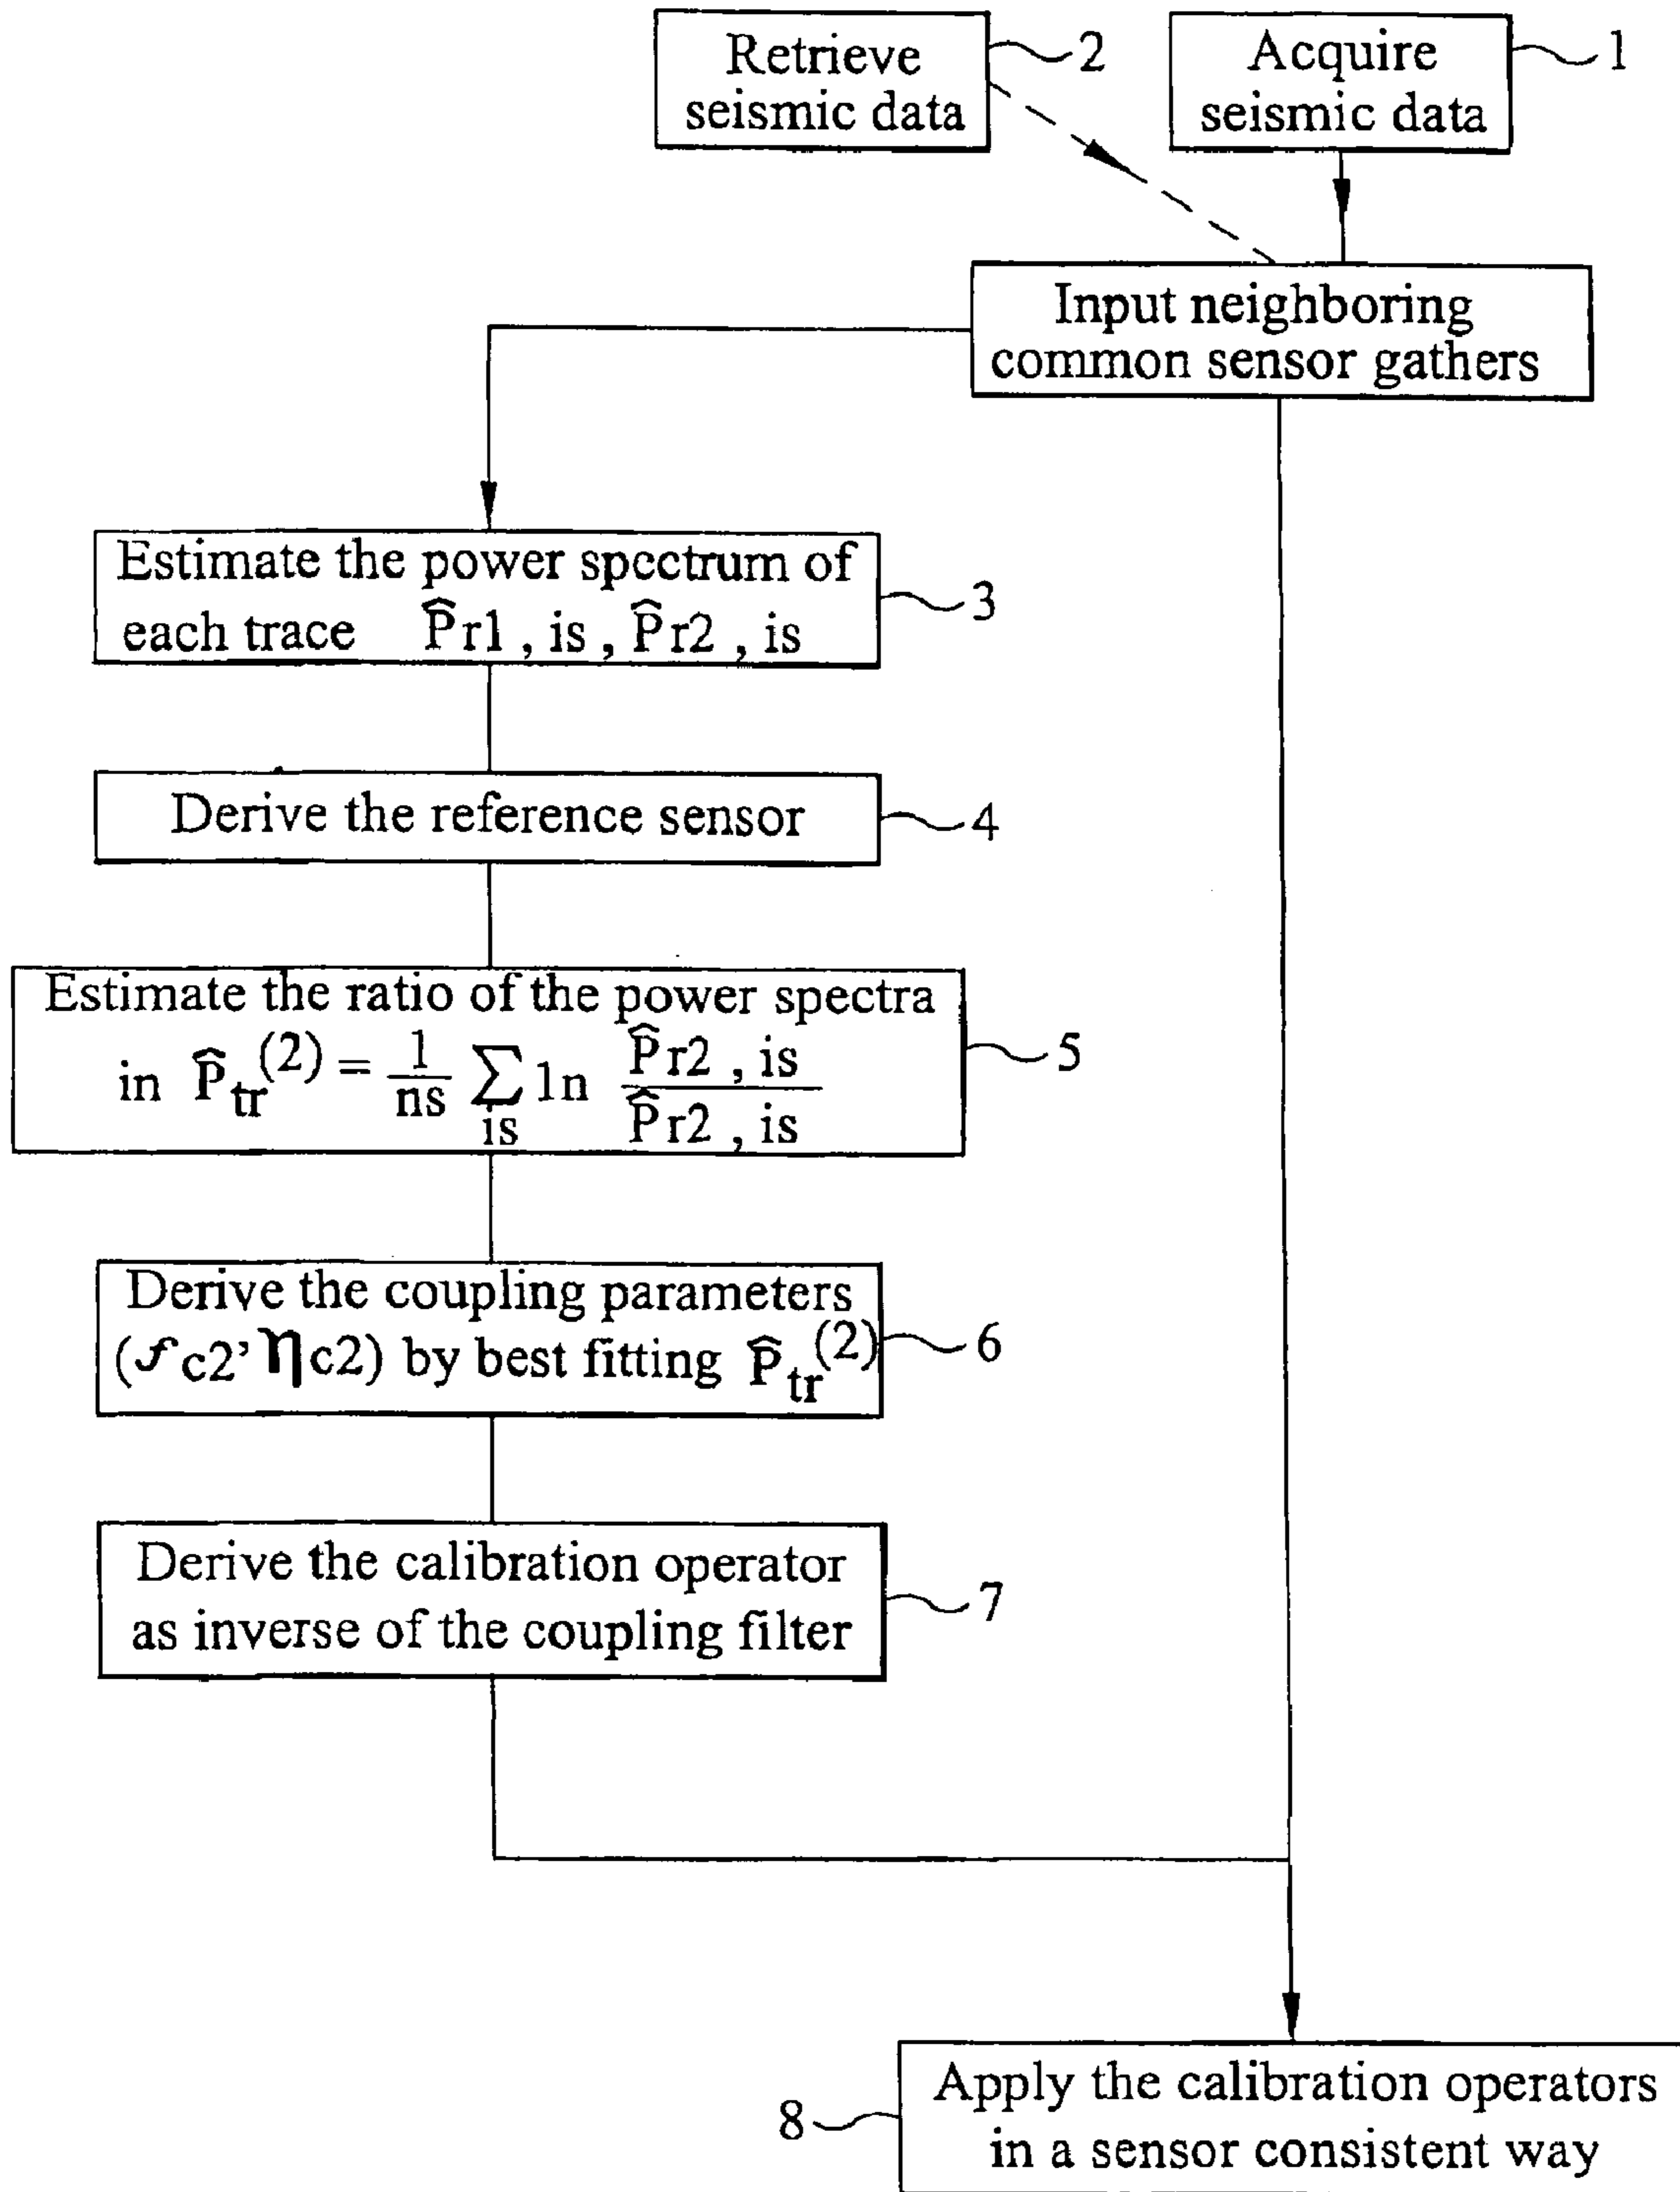 Retrieve
seismic data
2
Acquire
seismic data
1
Input neighboring
common sensor gathers
Estimate the power spectrum of
each trace P̂r1 , is , P̂r2 , is
3
Derive the reference sensor
4
Estimate the ratio of the power spectra
in P̂tr(2) = 1/ns ∑is ln P̂r2 , is / P̂r2 , is
5
Derive the coupling parameters
(fc2, ηc2) by best fitting P̂tr(2)
6
Derive the calibration operator
as inverse of the coupling filter
7
Apply the calibration operators
in a sensor consistent way
8